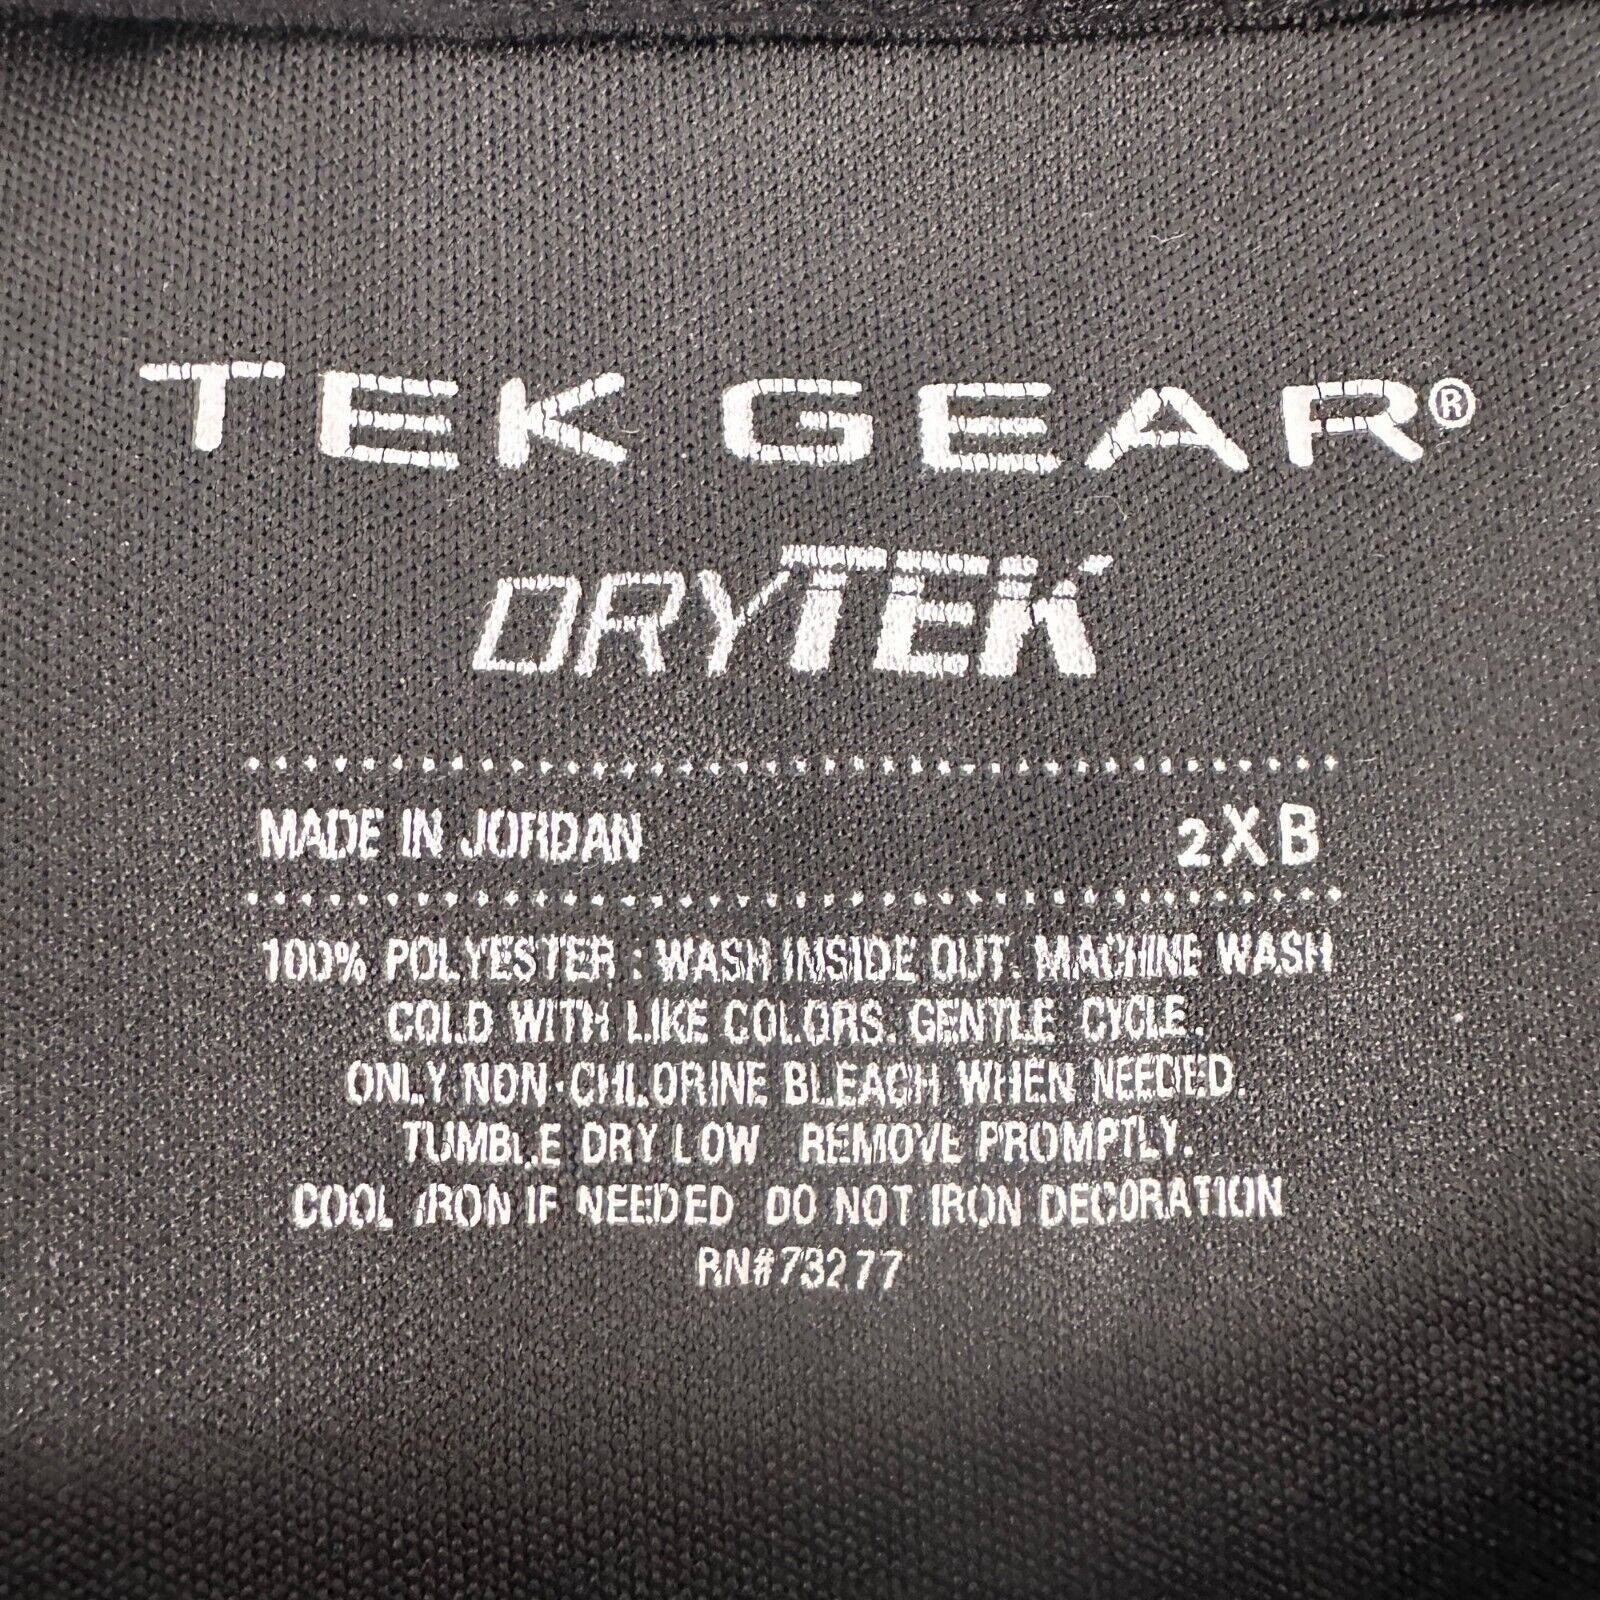 TEK GEAR®
DRYTEK
MADE IN JORDAN 2XB
100% POLYESTER : WASH INSIDE OUT. MACHINE WASH
COLD WITH LIKE COLORS. GENTLE CYCLE.
ONLY NON-CHLORINE BLEACH WHEN NEEDED.
TUMBLE DRY LOW REMOVE PROMPTLY.
COOL IRON IF NEEDED DO NOT IRON DECORATION
RN#73277